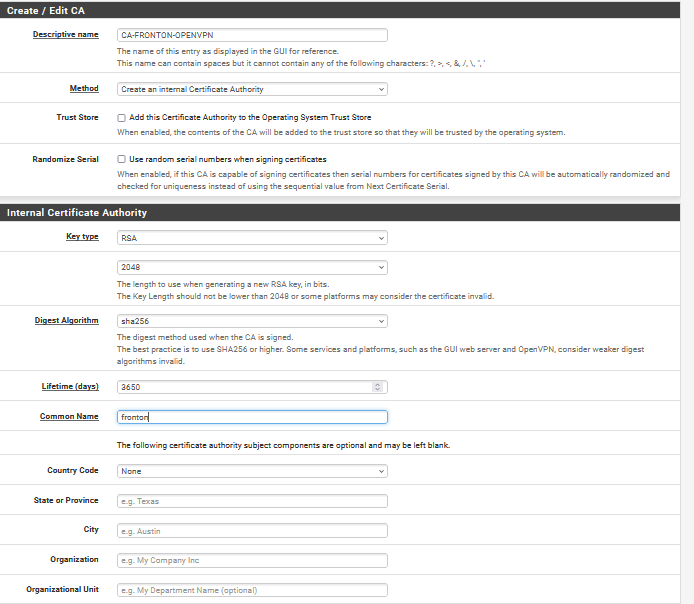 Create / Edit CA
Descriptive name
CA-FRONTON-OPENVPN
The name of this entry as displayed in the GUI for reference.
This name can contain spaces but it cannot contain any of the following characters: ?, >, <, &, /, \, ", '
Method
Create an internal Certificate Authority
Trust Store
Add this Certificate Authority to the Operating System Trust Store
When enabled, the contents of the CA will be added to the trust store so that they will be trusted by the operating system.
Randomize Serial
Use random serial numbers when signing certificates
When enabled, if this CA is capable of signing certificates then serial numbers for certificates signed by this CA will be automatically randomized and
checked for uniqueness instead of using the sequential value from Next Certificate Serial.
Internal Certificate Authority
Key type
RSA
2048
The length to use when generating a new RSA key, in bits.
The Key Length should not be lower than 2048 or some platforms may consider the certificate invalid.
Digest Algorithm
sha256
The digest method used when the CA is signed.
The best practice is to use SHA256 or higher. Some services and platforms, such as the GUI web server and OpenVPN, consider weaker digest
algorithms invalid.
Lifetime (days)
3650
Common Name
fronton
The following certificate authority subject components are optional and may be left blank.
Country Code
None
State or Province
e.g. Texas
City
e.g. Austin
Organization
e.g. My Company Inc
Organizational Unit
e.g. My Department Name (optional)